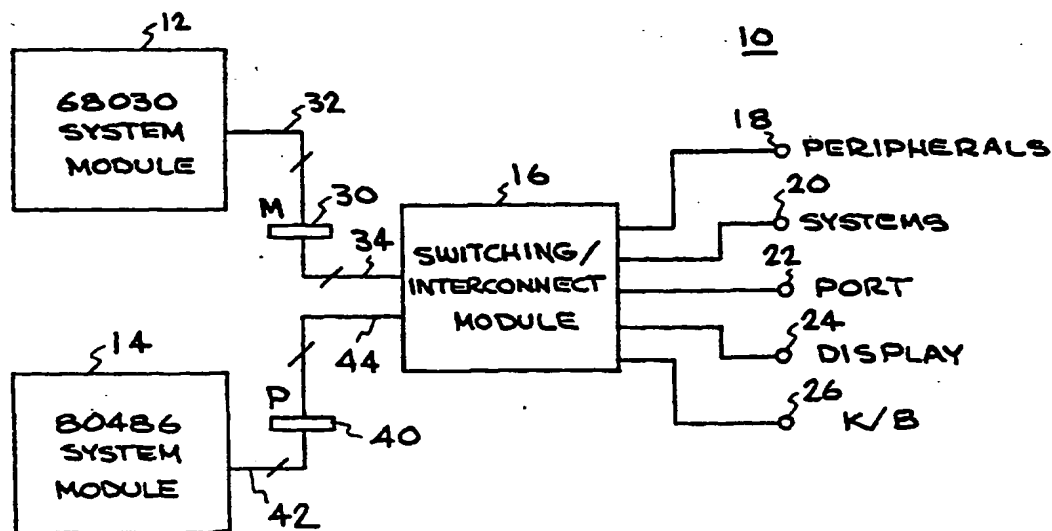 10
12
68030
SYSTEM
MODULE
32
M
30
34
16
SWITCHING/
INTERCONNECT
MODULE
18
PERIPHERALS
20
SYSTEMS
22
PORT
24
DISPLAY
26
K/B
14
80486
SYSTEM
MODULE
44
P
40
42